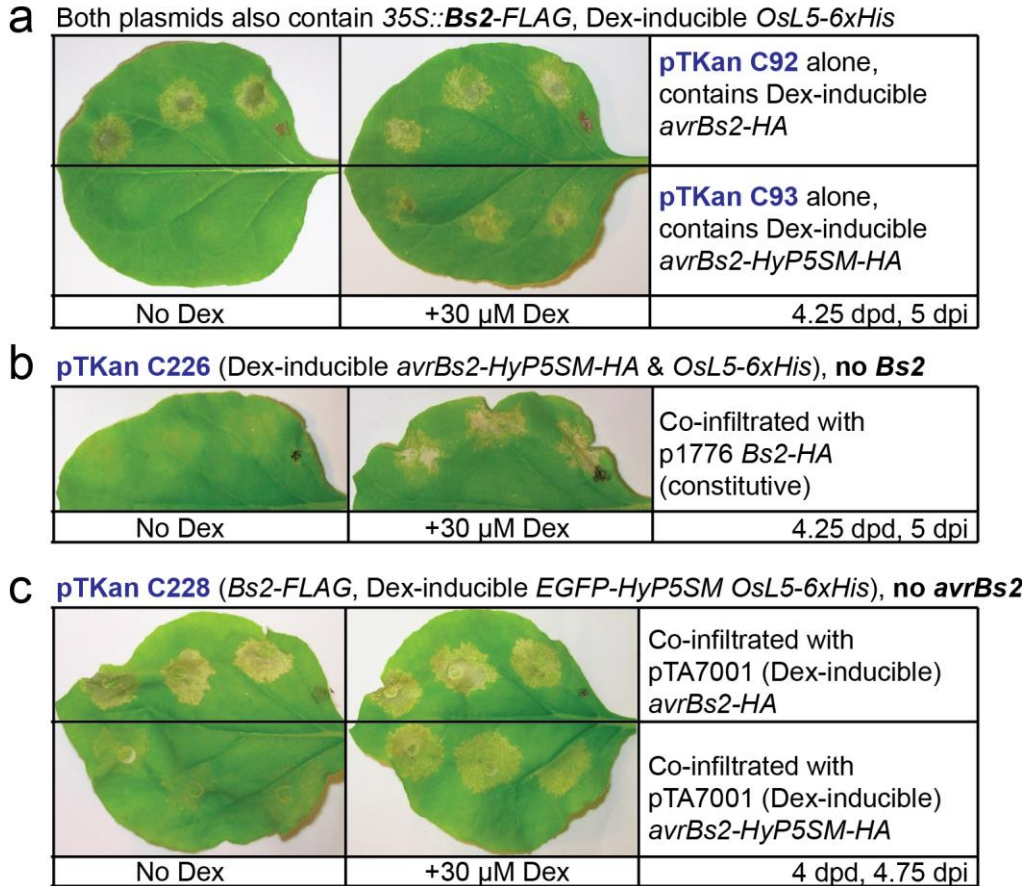 a Both plasmids also contain 35S::Bs2-FLAG, Dex-inducible OsL5-6xHis
pTKan C92 alone,
contains Dex-inducible
avrBs2-HA
pTKan C93 alone,
contains Dex-inducible
avrBs2-HyP5SM-HA
No Dex +30 µM Dex 4.25 dpd, 5 dpi
b pTKan C226 (Dex-inducible avrBs2-HyP5SM-HA & OsL5-6xHis), no Bs2
Co-infiltrated with
p1776 Bs2-HA
(constitutive)
No Dex +30 µM Dex 4.25 dpd, 5 dpi
c pTKan C228 (Bs2-FLAG, Dex-inducible EGFP-HyP5SM OsL5-6xHis), no avrBs2
Co-infiltrated with
pTA7001 (Dex-inducible)
avrBs2-HA
Co-infiltrated with
pTA7001 (Dex-inducible)
avrBs2-HyP5SM-HA
No Dex +30 µM Dex 4 dpd, 4.75 dpi